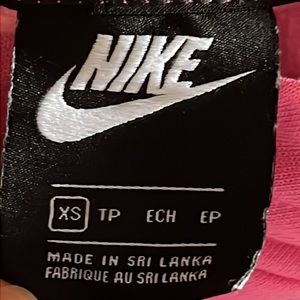 NIKE
XS TP ECH EP
MADE IN SRI LANKA
FABRIQUE AU SRI LANKA